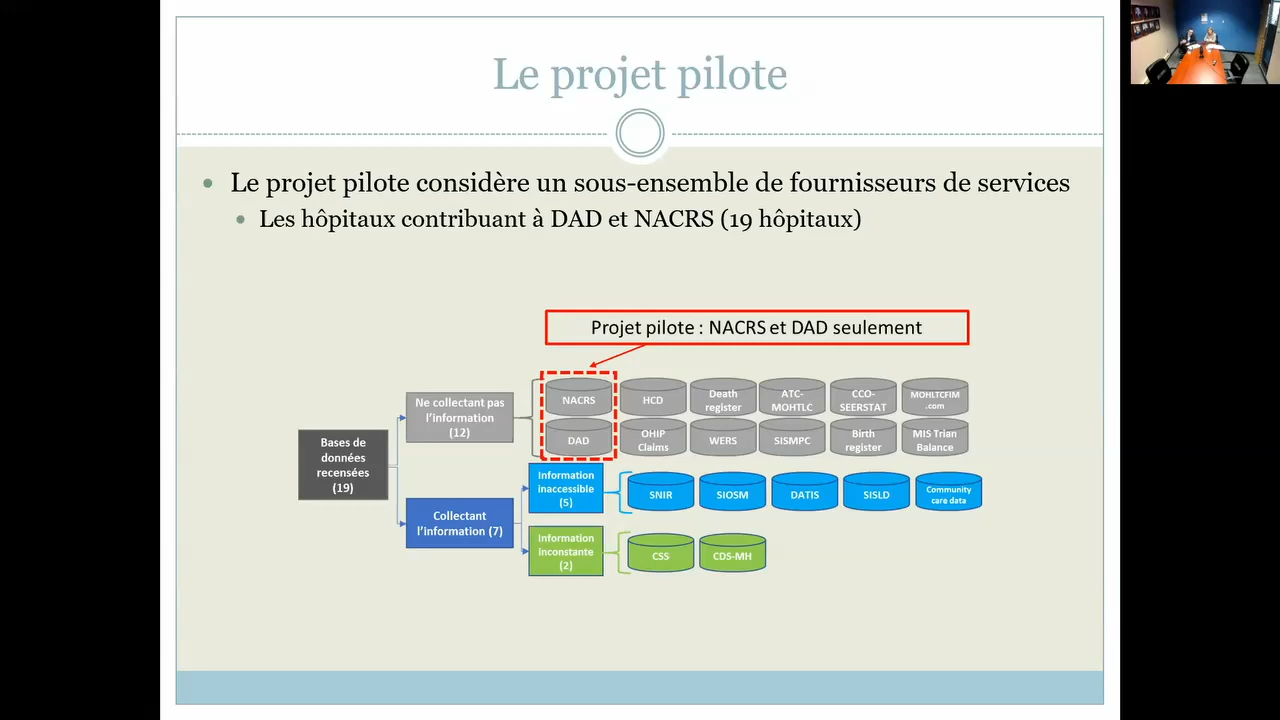 Le projet pilote
Le projet pilote considère un sous-ensemble de fournisseurs de services
Les hôpitaux contribuant à DAD et NACRS (19 hôpitaux)
Projet pilote : NACRS et DAD seulement
Bases de
données
recensées
(19)
Ne collectant pas
l'information
(12)
NACRS
HCD
Death
register
ATC-
MOHTLC
CCO-
SEERSTAT
MOHLTCFIM
.com
DAD
OHIP
Claims
WERS
SISMPC
Birth
register
MIS Trian
Balance
Collectant
l'information (7)
Information
inaccessible
(5)
SNIR
SIOSM
DATIS
SISLD
Community
care data
Information
inconstante
(2)
CSS
CDS-MH